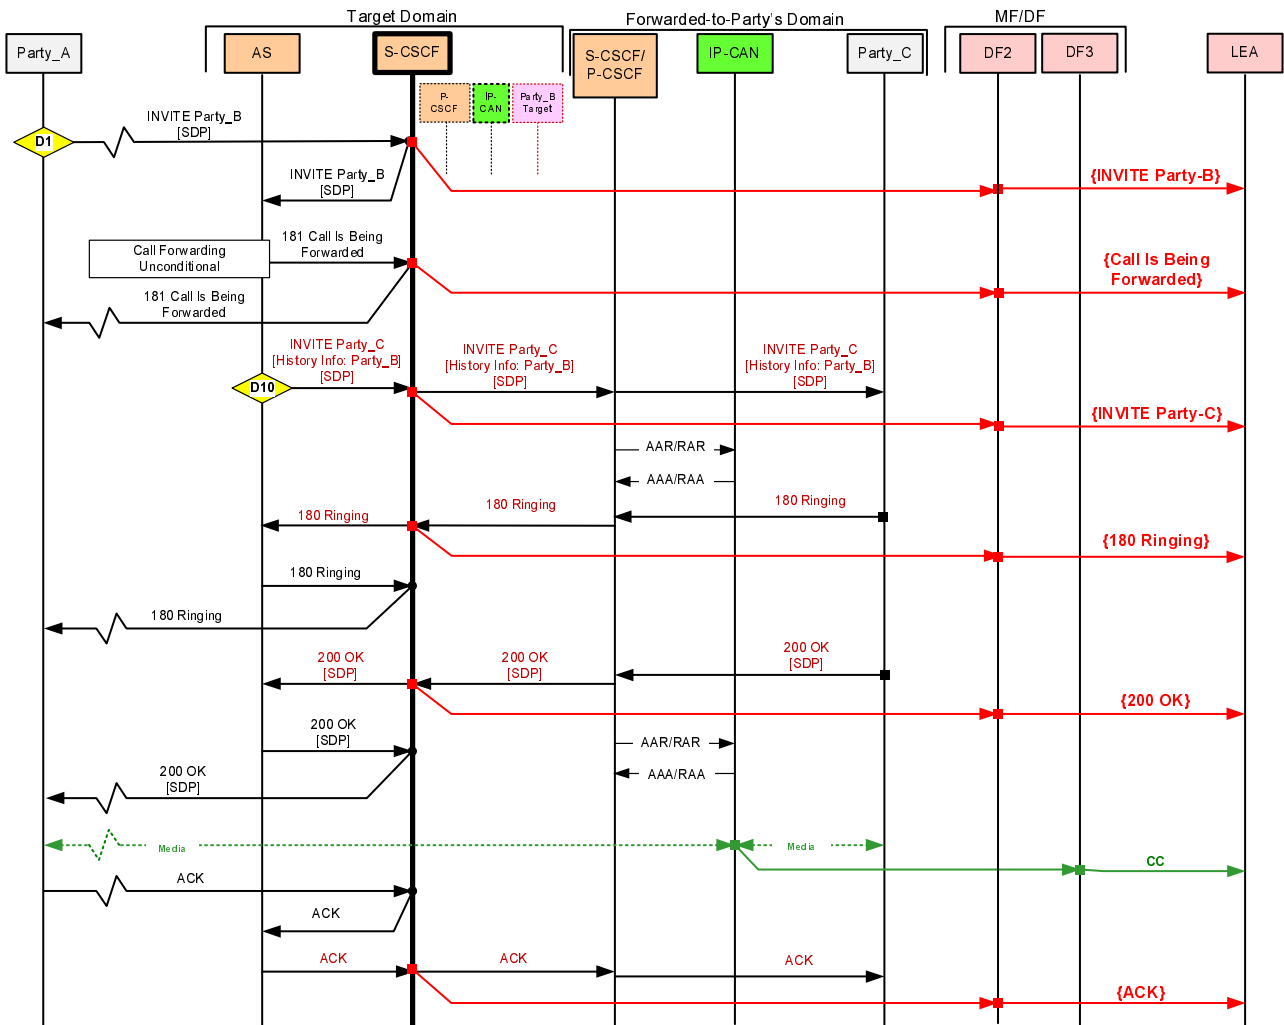 Target Domain
Forwarded-to-Party's Domain
MF/DF
Party_A
AS
S-CSCF
S-CSCF/
P-CSCF
IP-CAN
Party_C
DF2
DF3
LEA
P-
CSCF
IP-
CAN
Party_B
Target
INVITE Party_B
[SDP]
D1
INVITE Party_B
[SDP]
{INVITE Party-B}
Call Forwarding
Unconditional
181 Call Is Being
Forwarded
{Call Is Being
Forwarded}
181 Call Is Being
Forwarded
INVITE Party_C
[History Info: Party_B]
[SDP]
INVITE Party_C
[History Info: Party_B]
[SDP]
INVITE Party_C
[History Info: Party_B]
[SDP]
D10
{INVITE Party-C}
AAR/RAR
AAA/RAA
180 Ringing
180 Ringing
180 Ringing
{180 Ringing}
180 Ringing
180 Ringing
200 OK
[SDP]
200 OK
[SDP]
200 OK
[SDP]
{200 OK}
200 OK
[SDP]
AAR/RAR
200 OK
[SDP]
AAA/RAA
Media
Media
CC
ACK
ACK
ACK
ACK
ACK
{ACK}